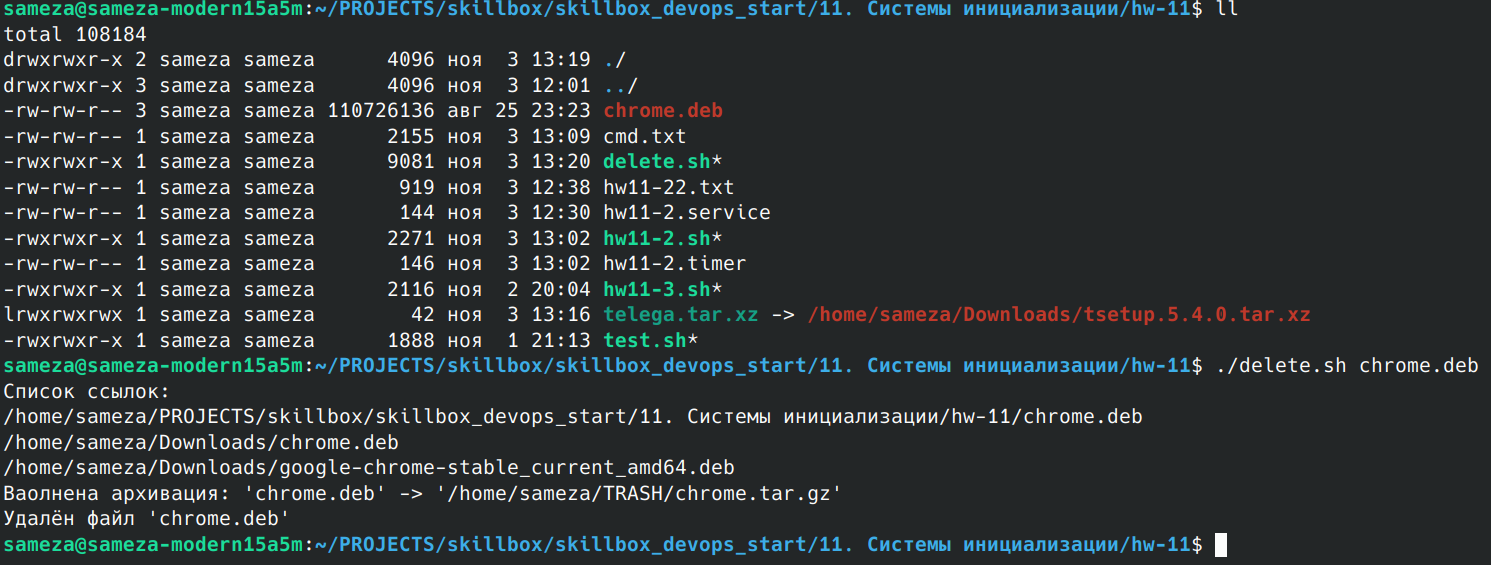 sameza@sameza-modern15a5m:~/PROJECTS/skillbox/skillbox_devops_start/11. Системы инициализации/hw-11$ ll
total 108184
drwxrwxr-x 2 sameza sameza      4096 ноя  3 13:19 ./
drwxrwxr-x 3 sameza sameza      4096 ноя  3 12:01 ../
-rw-rw-r-- 3 sameza sameza 110726136 авг 25 23:23 chrome.deb
-rw-rw-r-- 1 sameza sameza      2155 ноя  3 13:09 cmd.txt
-rwxrwxr-x 1 sameza sameza      9081 ноя  3 13:20 delete.sh*
-rw-rw-r-- 1 sameza sameza       919 ноя  3 12:38 hw11-22.txt
-rw-rw-r-- 1 sameza sameza       144 ноя  3 12:30 hw11-2.service
-rwxrwxr-x 1 sameza sameza      2271 ноя  3 13:02 hw11-2.sh*
-rw-rw-r-- 1 sameza sameza       146 ноя  3 13:02 hw11-2.timer
-rwxrwxr-x 1 sameza sameza      2116 ноя  2 20:04 hw11-3.sh*
lrwxrwxrwx 1 sameza sameza        42 ноя  3 13:16 telega.tar.xz -> /home/sameza/Downloads/tsetup.5.4.0.tar.xz
-rwxrwxr-x 1 sameza sameza      1888 ноя  1 21:13 test.sh*
sameza@sameza-modern15a5m:~/PROJECTS/skillbox/skillbox_devops_start/11. Системы инициализации/hw-11$ ./delete.sh chrome.deb
Список ссылок:
/home/sameza/PROJECTS/skillbox/skillbox_devops_start/11. Системы инициализации/hw-11/chrome.deb
/home/sameza/Downloads/chrome.deb
/home/sameza/Downloads/google-chrome-stable_current_amd64.deb
Ваолнена архивация: 'chrome.deb' -> '/home/sameza/TRASH/chrome.tar.gz'
Удалён файл 'chrome.deb'
sameza@sameza-modern15a5m:~/PROJECTS/skillbox/skillbox_devops_start/11. Системы инициализации/hw-11$